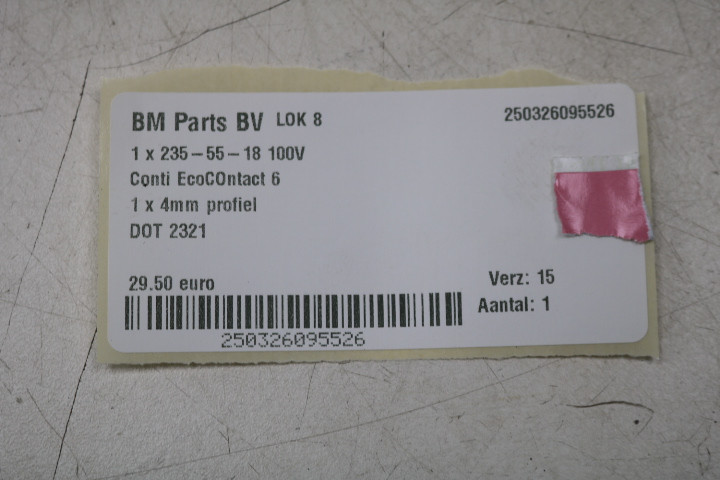 BM Parts BV LOK 8 250326095526
1 x 235-55-18 100V
Conti EcoCOntact 6
1 x 4mm profiel
DOT 2321
29.50 euro Verz: 15
Aantal: 1
250326095526